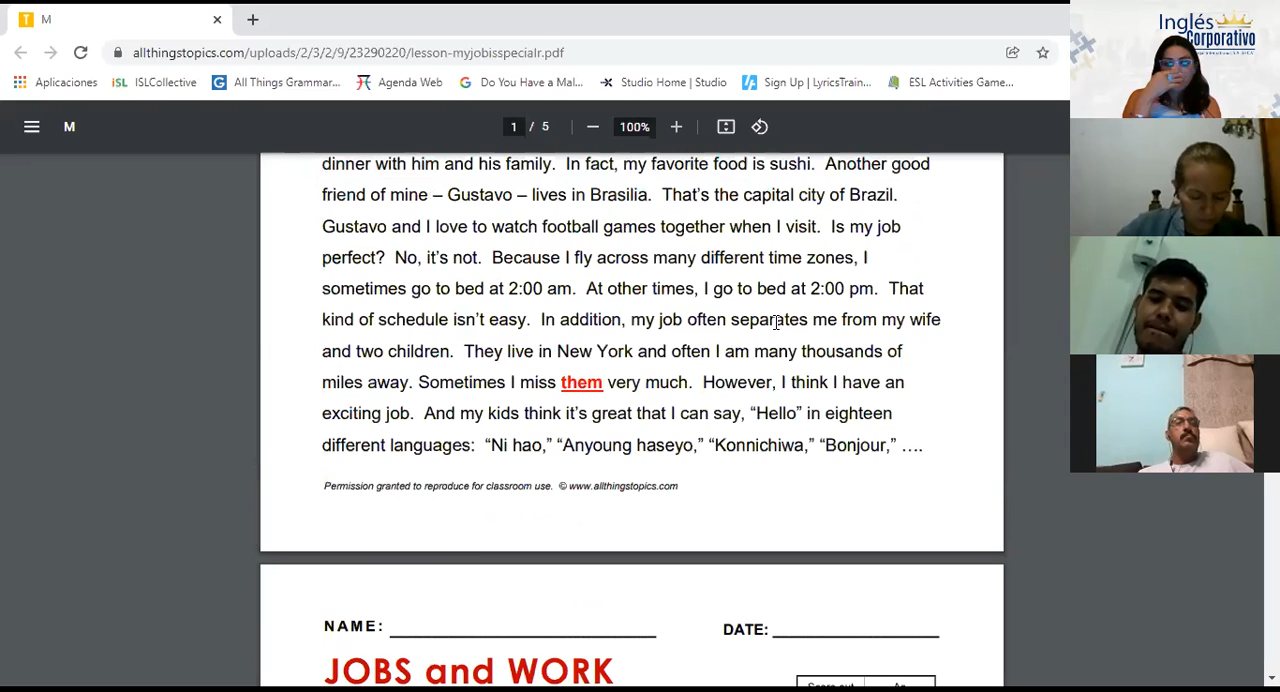 M
allthingstopics.com/uploads/2/3/2/9/23290220/lesson-myjobisspecialr.pdf
Aplicaciones
iSL ISLCollective
G All Things Grammar...
Agenda Web
G Do You Have a Mal...
Studio Home | Studio
Sign Up | LyricsTrain...
ESL Activities Game...
M
1 / 5
100%
dinner with him and his family. In fact, my favorite food is sushi. Another good
friend of mine – Gustavo – lives in Brasilia. That's the capital city of Brazil.
Gustavo and I love to watch football games together when I visit. Is my job
perfect? No, it's not. Because I fly across many different time zones, I
sometimes go to bed at 2:00 am. At other times, I go to bed at 2:00 pm. That
kind of schedule isn't easy. In addition, my job often separates me from my wife
and two children. They live in New York and often I am many thousands of
miles away. Sometimes I miss them very much. However, I think I have an
exciting job. And my kids think it's great that I can say, "Hello" in eighteen
different languages: "Ni hao," "Anyoung haseyo," "Konnichiwa," "Bonjour," ....
Permission granted to reproduce for classroom use. © www.allthingstopics.com
NAME:
DATE:
JOBS and WORK
Score out
As
Inglés
Corporativo